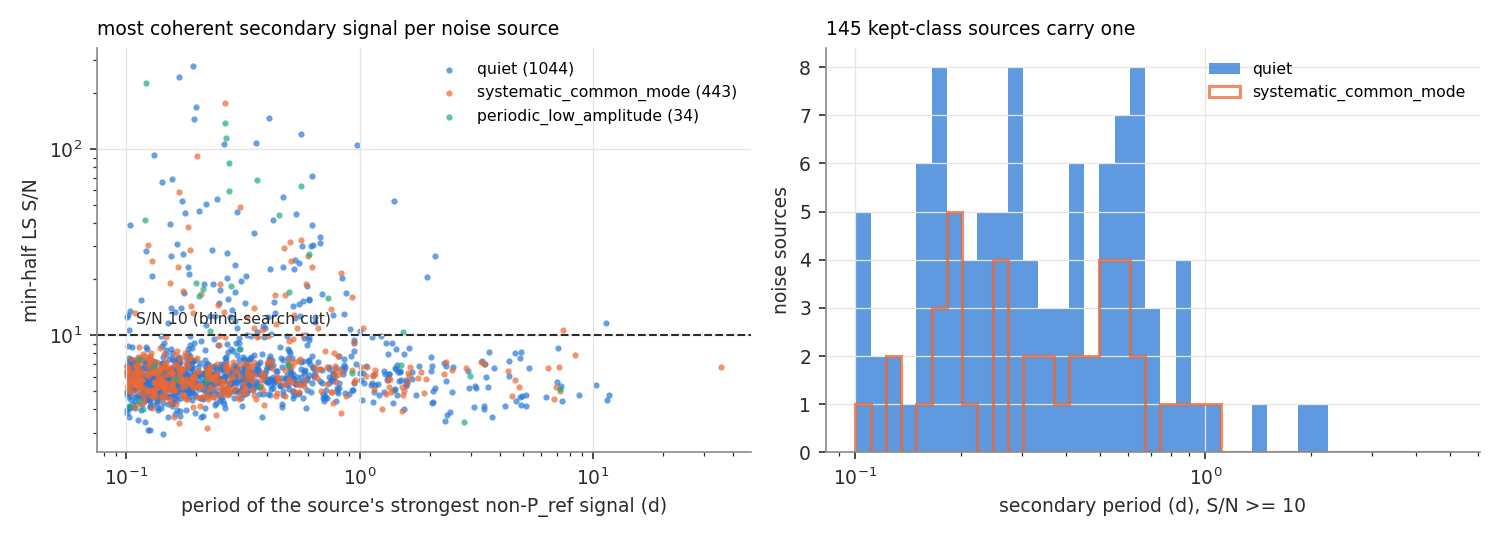 most coherent secondary signal per noise source
quiet (1044)
systematic_common_mode (443)
periodic_low_amplitude (34)
S/N 10 (blind-search cut)
min-half LS S/N
10²
10¹
10⁻¹
10⁰
10¹
period of the source's strongest non-P_ref signal (d)
145 kept-class sources carry one
quiet
systematic_common_mode
noise sources
8
7
6
5
4
3
2
1
0
10⁻¹
10⁰
secondary period (d), S/N >= 10